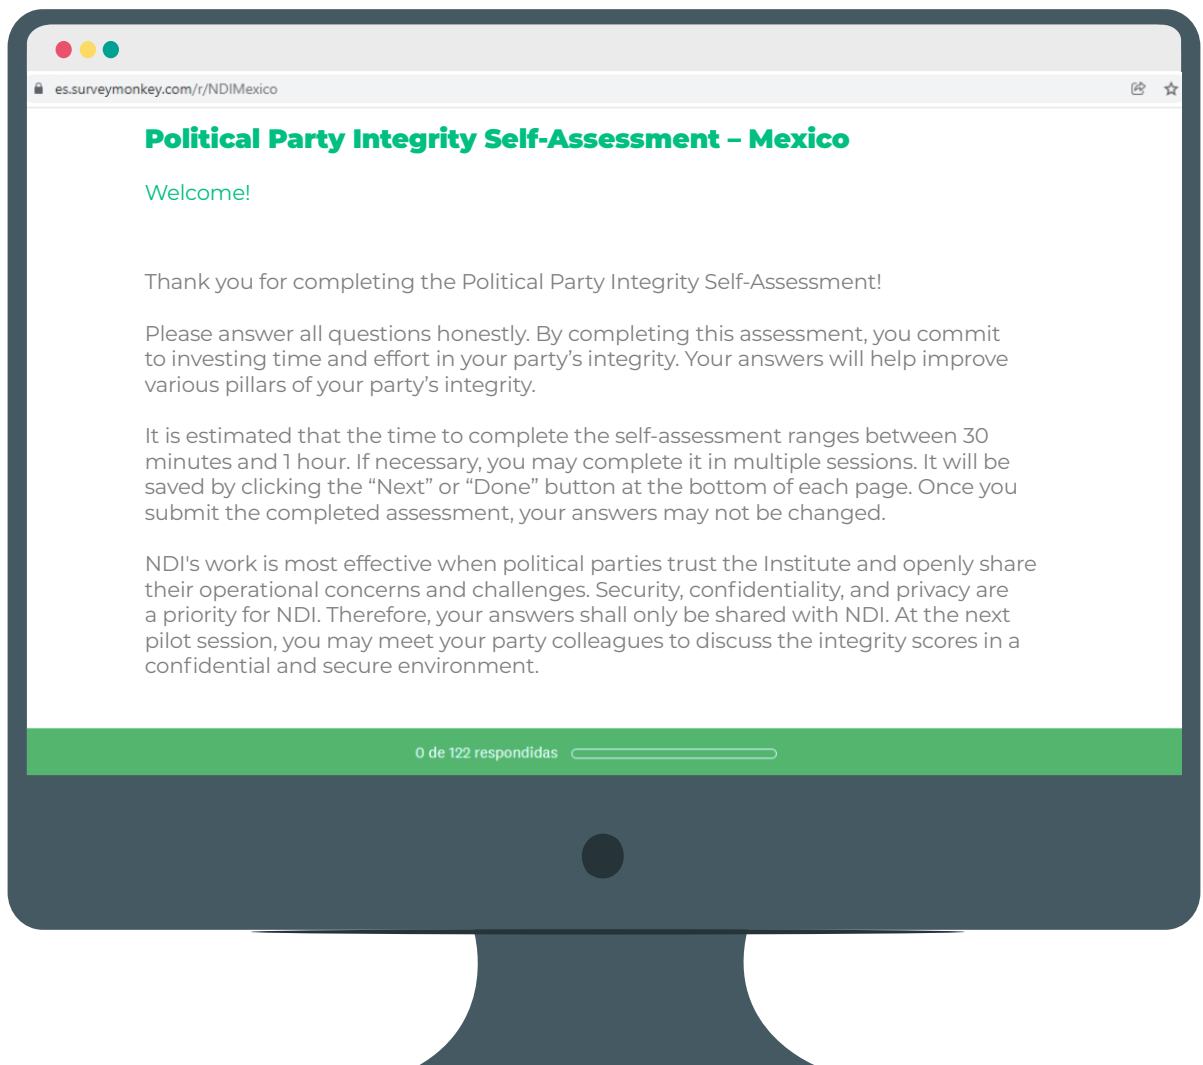 es.surveymonkey.com/r/NDIMexico
Political Party Integrity Self-Assessment – Mexico
Welcome!
Thank you for completing the Political Party Integrity Self-Assessment!
Please answer all questions honestly. By completing this assessment, you commit
to investing time and effort in your party’s integrity. Your answers will help improve
various pillars of your party’s integrity.
It is estimated that the time to complete the self-assessment ranges between 30
minutes and 1 hour. If necessary, you may complete it in multiple sessions. It will be
saved by clicking the “Next” or “Done” button at the bottom of each page. Once you
submit the completed assessment, your answers may not be changed.
NDI's work is most effective when political parties trust the Institute and openly share
their operational concerns and challenges. Security, confidentiality, and privacy are
a priority for NDI. Therefore, your answers shall only be shared with NDI. At the next
pilot session, you may meet your party colleagues to discuss the integrity scores in a
confidential and secure environment.
0 de 122 respondidas